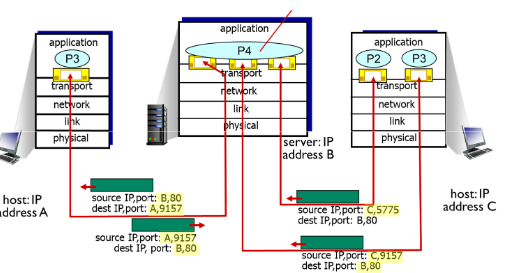 application
P3
transport
network
link
physical
host: IP
address A
application
P4
transport
network
link
physical
server: IP
address B
application
P2
P3
transport
network
link
physical
host: IP
address C
source IP,port: B,80
dest IP,port: A,9157
source IP,port: A,9157
dest IP, port: B,80
source IP,port: C,5775
dest IP,port: B,80
source IP,port: C,9157
dest IP,port: B,80